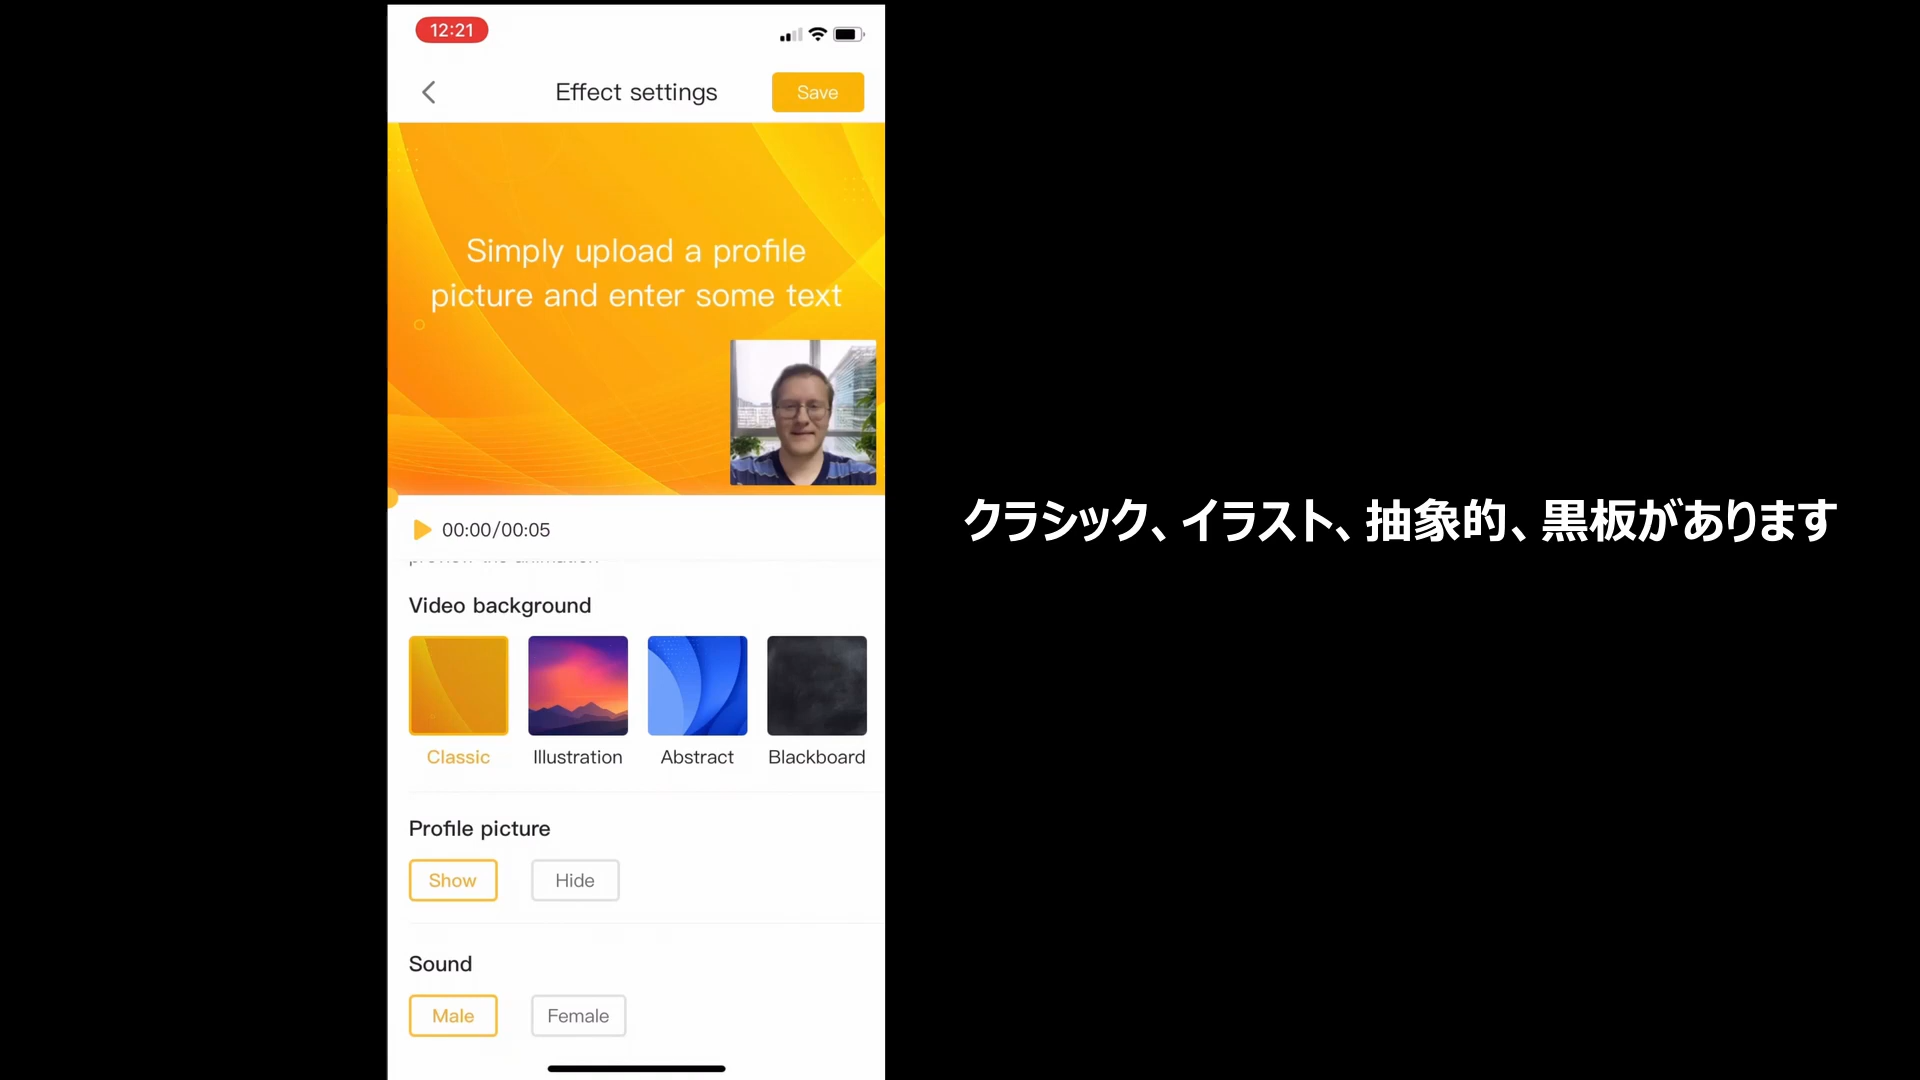 12:21
Effect settings
Save
Simply upload a profile
picture and enter some text
00:00/00:05
Video background
Classic
Illustration
Abstract
Blackboard
Profile picture
Show
Hide
Sound
Male
Female
クラシック、イラスト、抽象的、黒板があります